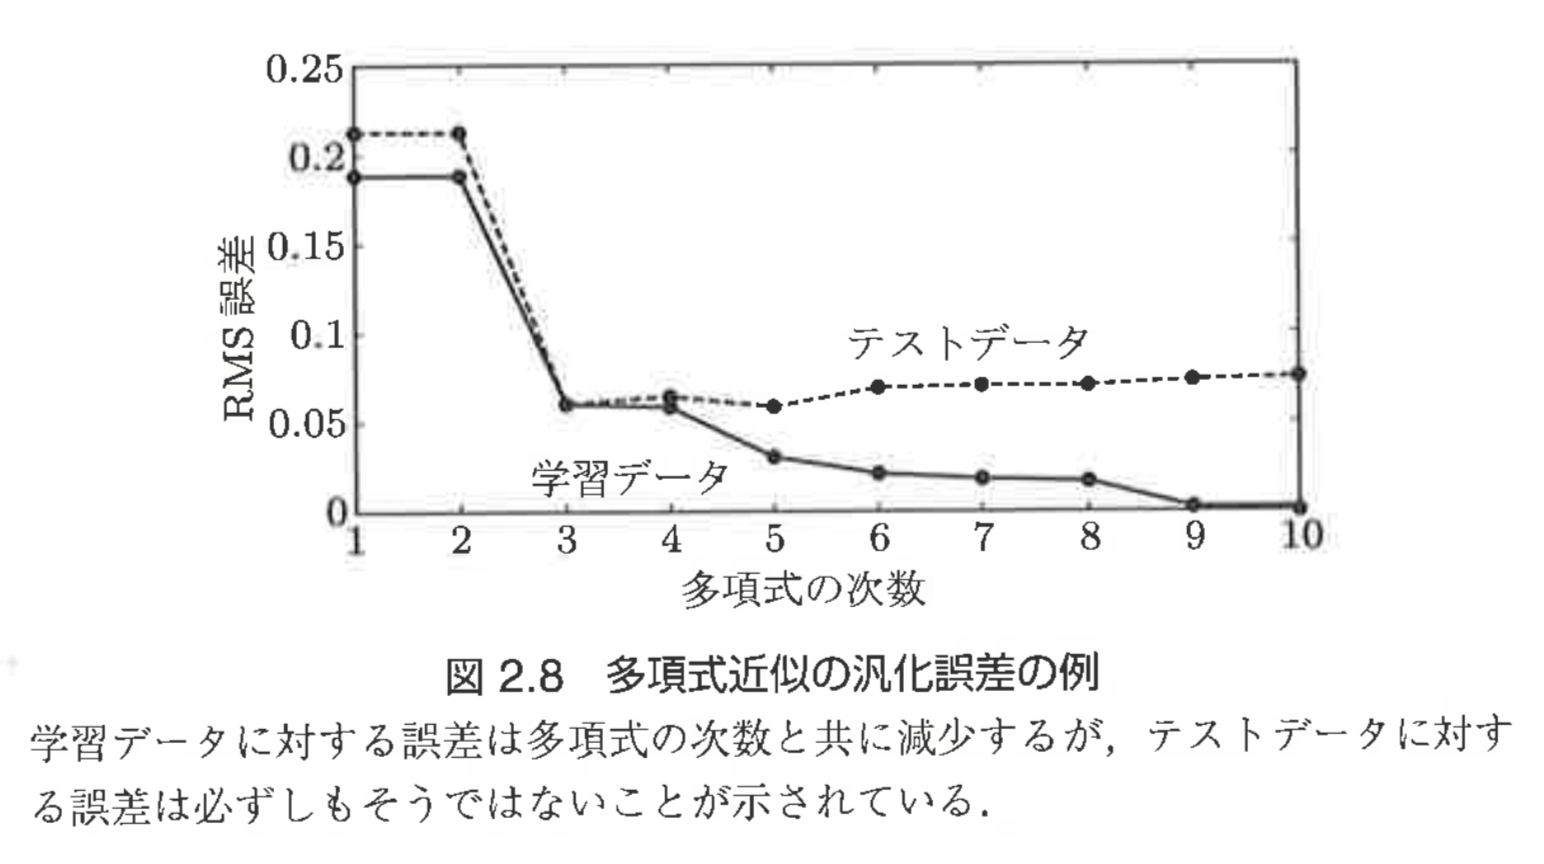 0.25
0.2
0.15
0.1
0.05
0
RMS 誤差
テストデータ
学習データ
1 2 3 4 5 6 7 8 9 10
多項式の次数
図 2.8 多項式近似の汎化誤差の例
学習データに対する誤差は多項式の次数と共に減少するが，テストデータに対す
る誤差は必ずしもそうではないことが示されている．